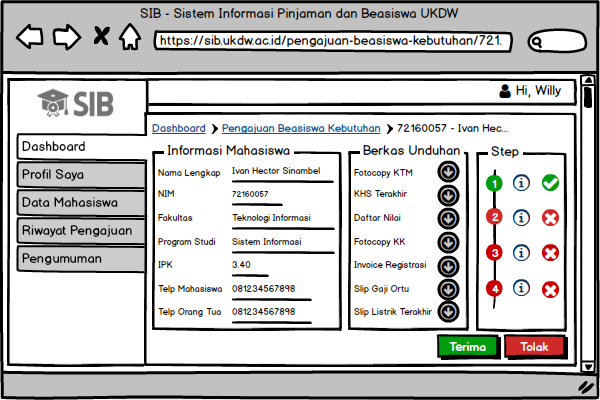 SIB - Sistem Informasi Pinjaman dan Beasiswa UKDW
https://sib.ukdw.ac.id/pengajuan-beasiswa-kebutuhan/721.
SIB
Hi, Willy
Dashboard
Profil Saya
Data Mahasiswa
Riwayat Pengajuan
Pengumuman
Dashboard > Pengajuan Beasiswa Kebutuhan > 72160057 - Ivan Hec...
Informasi Mahasiswa
Nama Lengkap Ivan Hector Sinambel
NIM 72160057
Fakultas Teknologi Informasi
Program Studi Sistem Informasi
IPK 3.40
Telp Mahasiswa 081234567898
Telp Orang Tua 081234567898
Berkas Unduhan
Fotocopy KTM
KHS Terakhir
Daftar Nilai
Fotocopy KK
Invoice Registrasi
Slip Gaji Ortu
Slip Listrik Terakhir
Step
1 i
2 i
3 i
4 i
Terima
Tolak